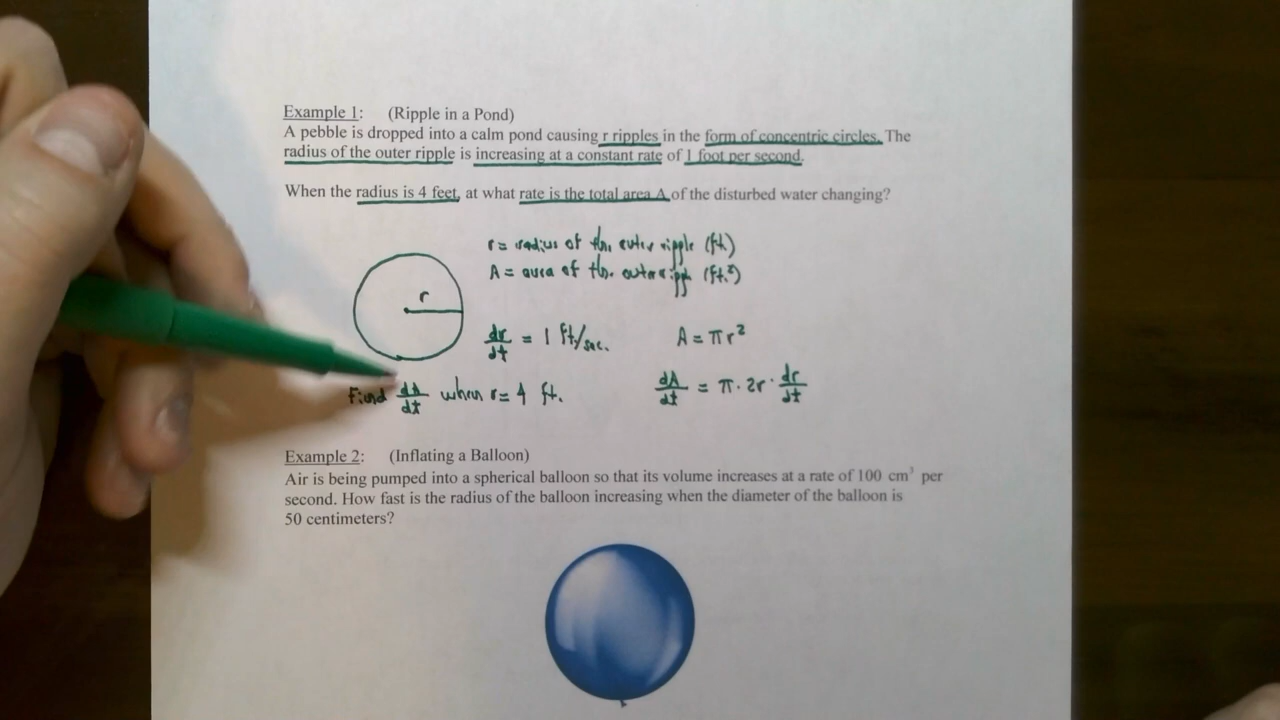 Example 1: (Ripple in a Pond)
A pebble is dropped into a calm pond causing r ripples in the form of concentric circles. The
radius of the outer ripple is increasing at a constant rate of 1 foot per second.
When the radius is 4 feet, at what rate is the total area A of the disturbed water changing?
r = radius of the outer ripple (ft)
A = area of the outer ripple (ft.²)
r
dr/dt = 1 ft/sec. A = πr²
Find dA/dt when r = 4 ft. dA/dt = π · 2r · dr/dt
Example 2: (Inflating a Balloon)
Air is being pumped into a spherical balloon so that its volume increases at a rate of 100 cm³ per
second. How fast is the radius of the balloon increasing when the diameter of the balloon is
50 centimeters?